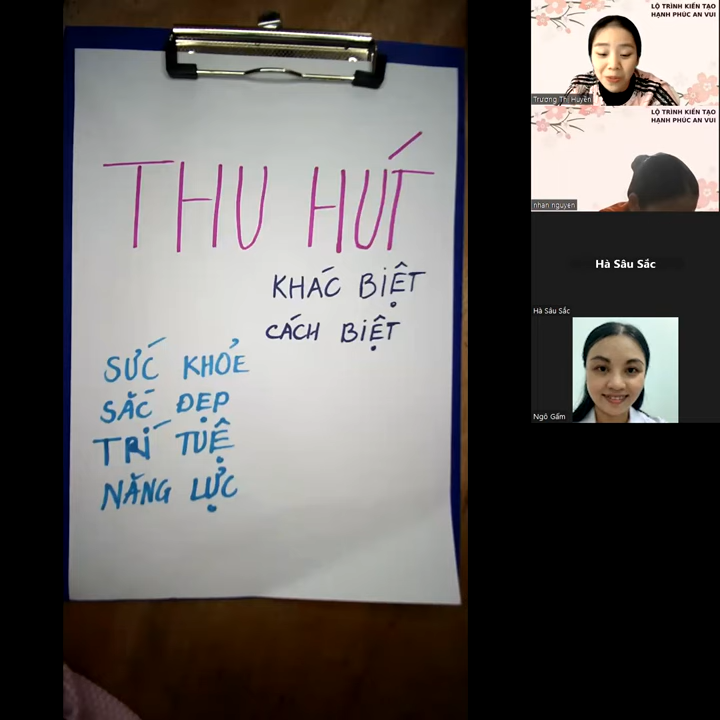 THU HÚT
KHÁC BIỆT
CÁCH BIỆT
SỨC KHỎE
SẮC ĐẸP
TRÍ TUỆ
NĂNG LỰC
LỘ TRÌNH KIẾN TẠO
HẠNH PHÚC AN VUI
Trương Thị Huyền
LỘ TRÌNH KIẾN TẠO
HẠNH PHÚC AN VUI
nhan nguyen
Hà Sâu Sắc
Hà Sâu Sắc
Ngô Gấm